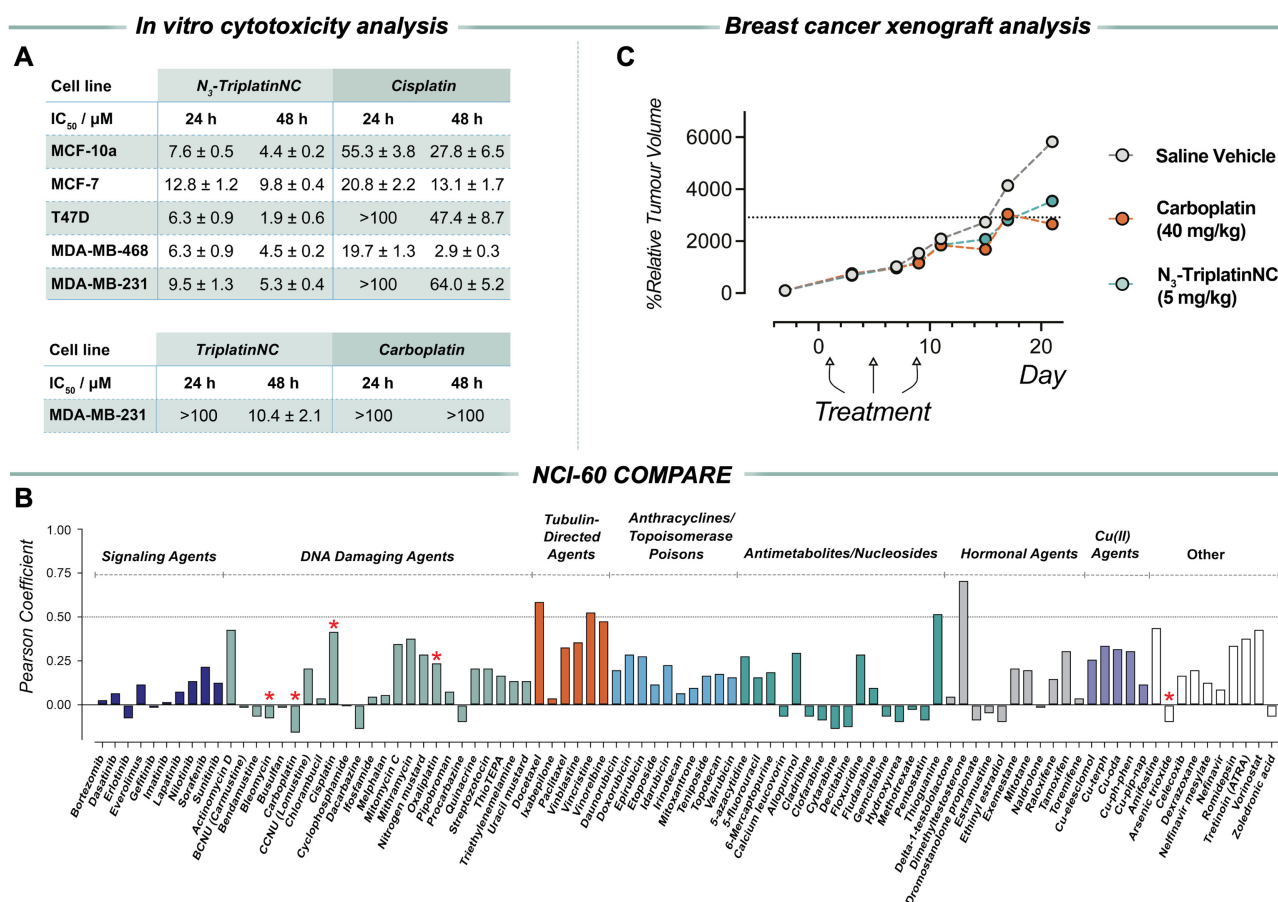 In vitro cytotoxicity analysis
Breast cancer xenograft analysis
A
Cell line N3-TriplatinNC Cisplatin
IC50 / µM 24 h 48 h 24 h 48 h
MCF-10a 7.6 ± 0.5 4.4 ± 0.2 55.3 ± 3.8 27.8 ± 6.5
MCF-7 12.8 ± 1.2 9.8 ± 0.4 20.8 ± 2.2 13.1 ± 1.7
T47D 6.3 ± 0.9 1.9 ± 0.6 >100 47.4 ± 8.7
MDA-MB-468 6.3 ± 0.9 4.5 ± 0.2 19.7 ± 1.3 2.9 ± 0.3
MDA-MB-231 9.5 ± 1.3 5.3 ± 0.4 >100 64.0 ± 5.2
Cell line TriplatinNC Carboplatin
IC50 / µM 24 h 48 h 24 h 48 h
MDA-MB-231 >100 10.4 ± 2.1 >100 >100
C
%Relative Tumour Volume
6000
4000
2000
0
0 10 20
Day
Treatment
Saline Vehicle
Carboplatin
(40 mg/kg)
N3-TriplatinNC
(5 mg/kg)
NCI-60 COMPARE
B
Pearson Coefficient
1.00
0.75
0.50
0.25
0.00
Signaling Agents
DNA Damaging Agents
Tubulin-
Directed
Agents
Anthracyclines/
Topoisomerase
Poisons
Antimetabolites/Nucleosides
Hormonal Agents
Cu(II)
Agents
Other
*
*
*
*
*
Bortezomib
Dasatinib
Erlotinib
Everolimus
Gefitinib
Imatinib
Lapatinib
Nilotinib
Sorafenib
Sunitinib
Actinomycin D
BCNU (Carmustine)
Bendamustine
Bleomycin
Busulfan
Carboplatin
CCNU (Lomustine)
Chlorambucil
Cisplatin
Cyclophosphamide
Dacarbazine
Ifosfamide
Melphalan
Mitomycin C
Mithramycin
Nitrogen mustard
Oxaliplatin
Pipobroman
Procarbazine
Quinacrine
Streptozotocin
ThioTEPA
Triethylenemelamine
Uracil mustard
Docetaxel
Ixabepilone
Paclitaxel
Vinblastine
Vincristine
Vinorelbine
Daunorubicin
Doxorubicin
Epirubicin
Etoposide
Idarubicin
Irinotecan
Mitoxantrone
Teniposide
Topotecan
Valrubicin
5-azacytidine
5-fluorouracil
6-Mercaptopurine
Calcium leucovorin
Allopurinol
Cladribine
Clofarabine
Cytarabine
Decitabine
Floxuridine
Fludarabine
Gemcitabine
Hydroxyurea
Methotrexate
Pentostatin
Thioguanine
Delta-1-testololactone
Dimethyltestosterone
Dromostanolone propionate
Estramustine
Ethinyl estradiol
Exemestane
Mitotane
Nafoxidine
Raloxifene
Tamoxifen
Toremifene
Cu-elesclomol
Cu-terph
Cu-oda
Cu-ph-phen
Cu-pip-nap
Amifostine
Arsenic trioxide
Celecoxib
Dexrazoxane
Nelfinavir mesylate
Nelfinavir
Romidepsin
Tretinoin (ATRA)
Vorinostat
Zoledronic acid